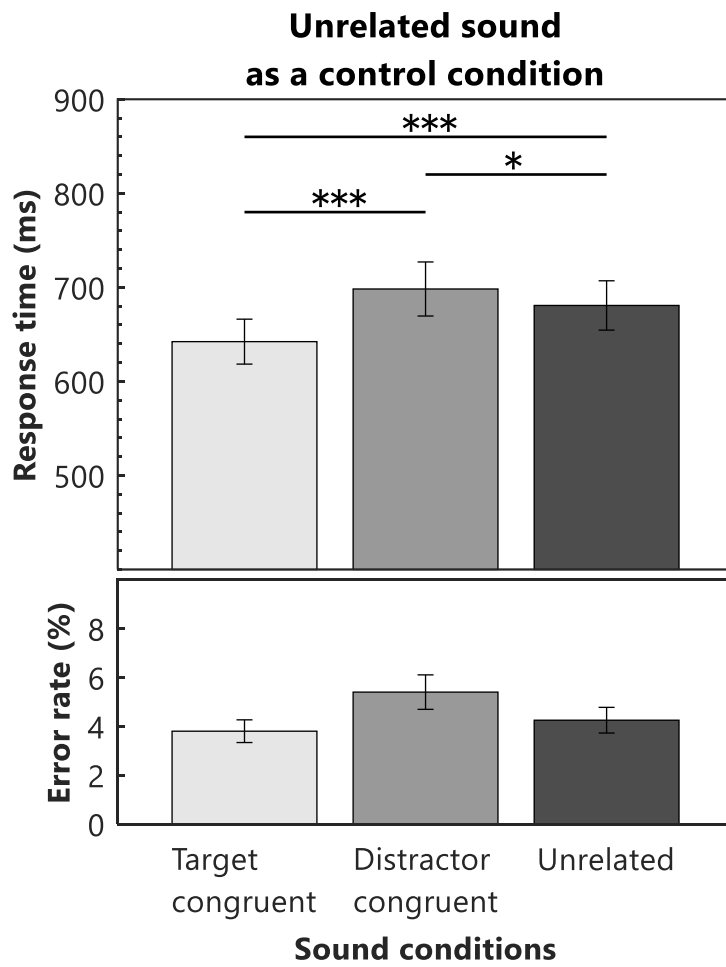 Unrelated sound
as a control condition
900
***
*
800
***
700
600
500
Response time (ms)
8
6
4
2
0
Error rate (%)
Target
congruent
Distractor
congruent
Unrelated
Sound conditions